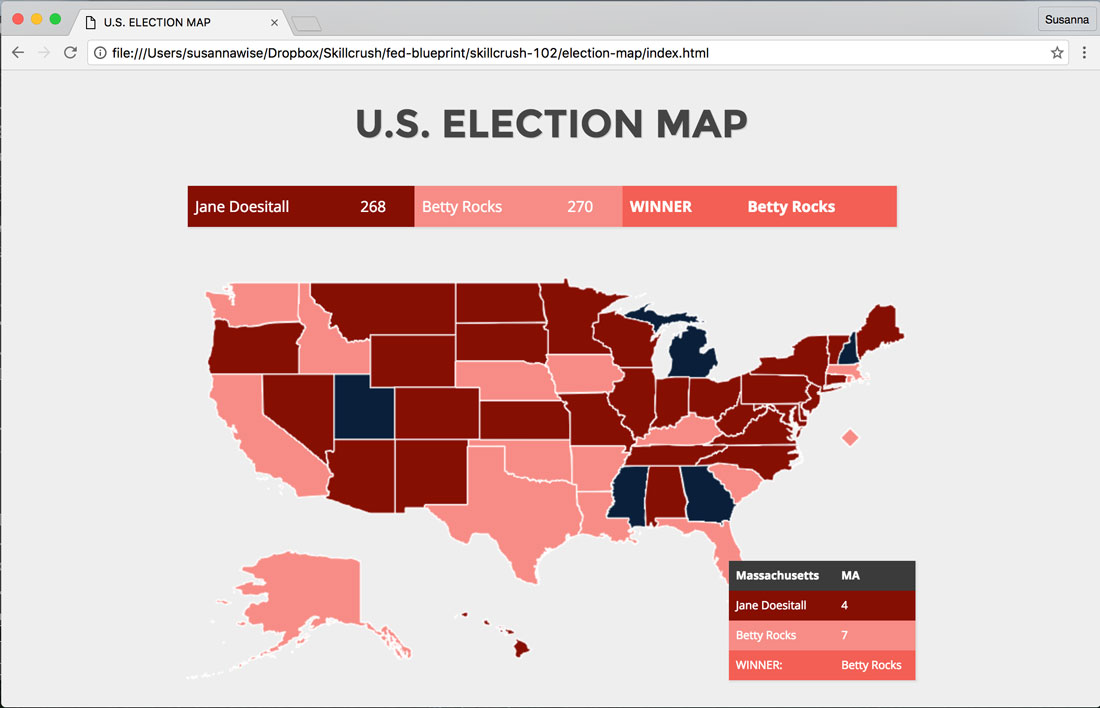 U.S. ELECTION MAP
Susanna
file:///Users/susannawise/Dropbox/Skillcrush/fed-blueprint/skillcrush-102/election-map/index.html
U.S. ELECTION MAP
Jane Doesitall 268 Betty Rocks 270 WINNER Betty Rocks
Massachusetts MA
Jane Doesitall 4
Betty Rocks 7
WINNER: Betty Rocks